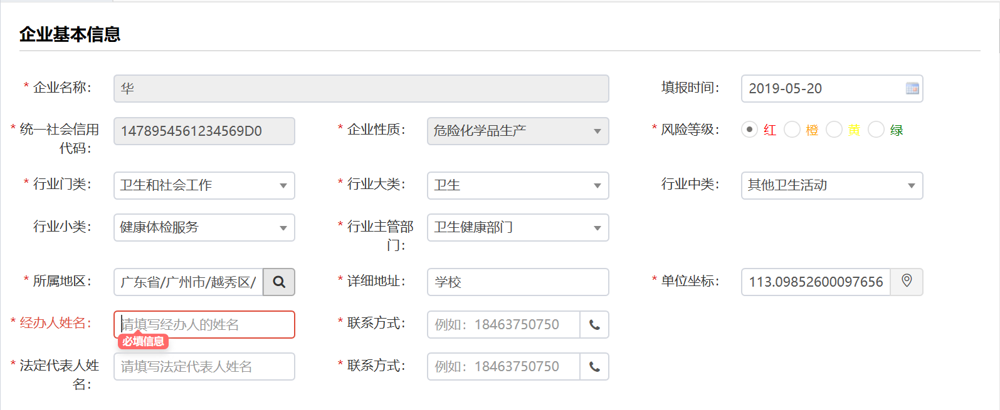 企业基本信息
* 企业名称： 华 填报时间： 2019-05-20
* 统一社会信用代码： 1478954561234569D0 * 企业性质： 危险化学品生产 * 风险等级： 红 橙 黄 绿
* 行业门类： 卫生和社会工作 * 行业大类： 卫生 行业中类： 其他卫生活动
行业小类： 健康体检服务 * 行业主管部门： 卫生健康部门
* 所属地区： 广东省/广州市/越秀区/ * 详细地址： 学校 * 单位坐标： 113.09852600097656
* 经办人姓名： 请填写经办人的姓名 * 联系方式： 例如：18463750750
必填信息
* 法定代表人姓名： 请填写法定代表人姓名 * 联系方式： 例如：18463750750